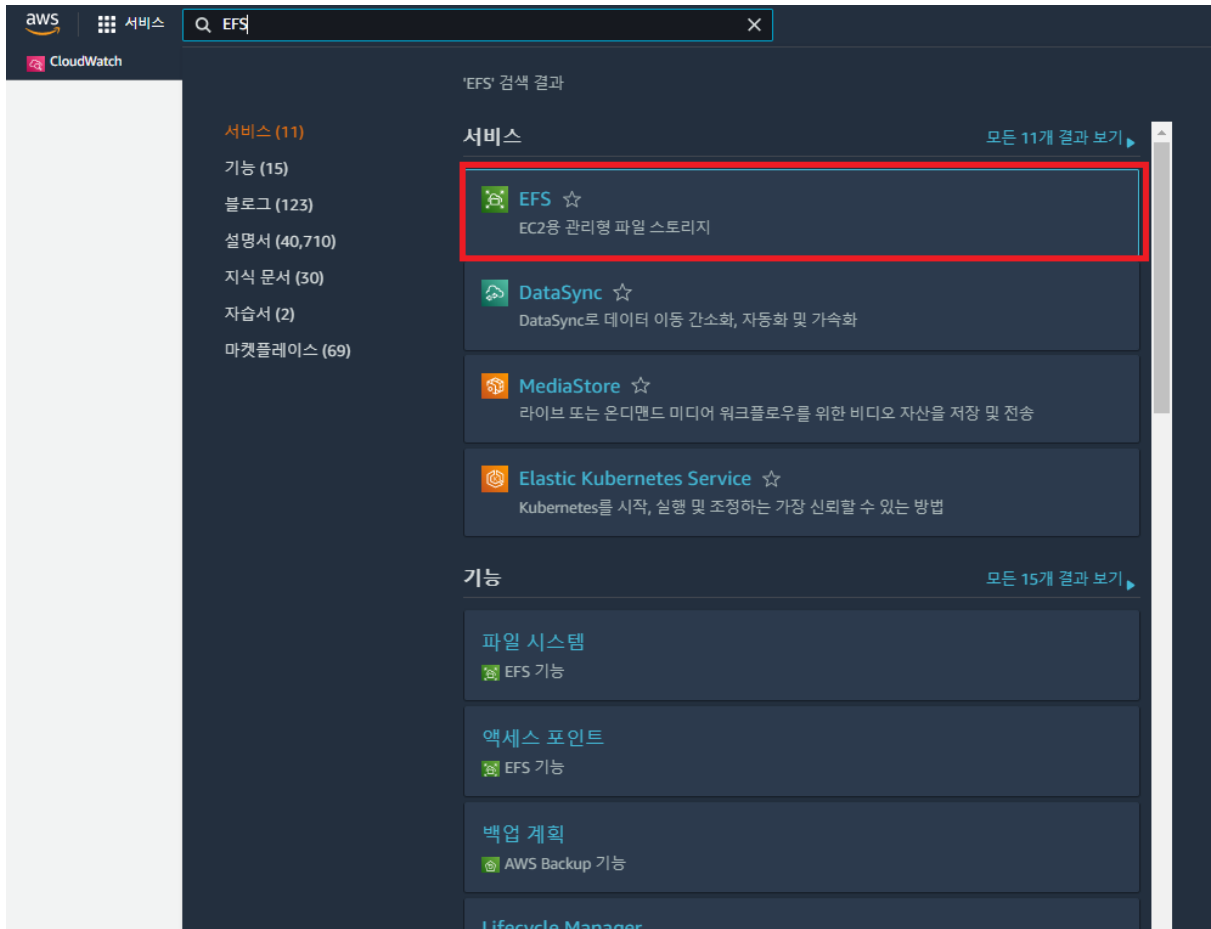 aws
서비스
EFS
CloudWatch
'EFS' 검색 결과
서비스 (11)
기능 (15)
블로그 (123)
설명서 (40,710)
지식 문서 (30)
자습서 (2)
마켓플레이스 (69)
서비스
모든 11개 결과 보기
EFS
EC2용 관리형 파일 스토리지
DataSync
DataSync로 데이터 이동 간소화, 자동화 및 가속화
MediaStore
라이브 또는 온디맨드 미디어 워크플로우를 위한 비디오 자산을 저장 및 전송
Elastic Kubernetes Service
Kubernetes를 시작, 실행 및 조정하는 가장 신뢰할 수 있는 방법
기능
모든 15개 결과 보기
파일 시스템
EFS 기능
액세스 포인트
EFS 기능
백업 계획
AWS Backup 기능
Lifecycle Manager